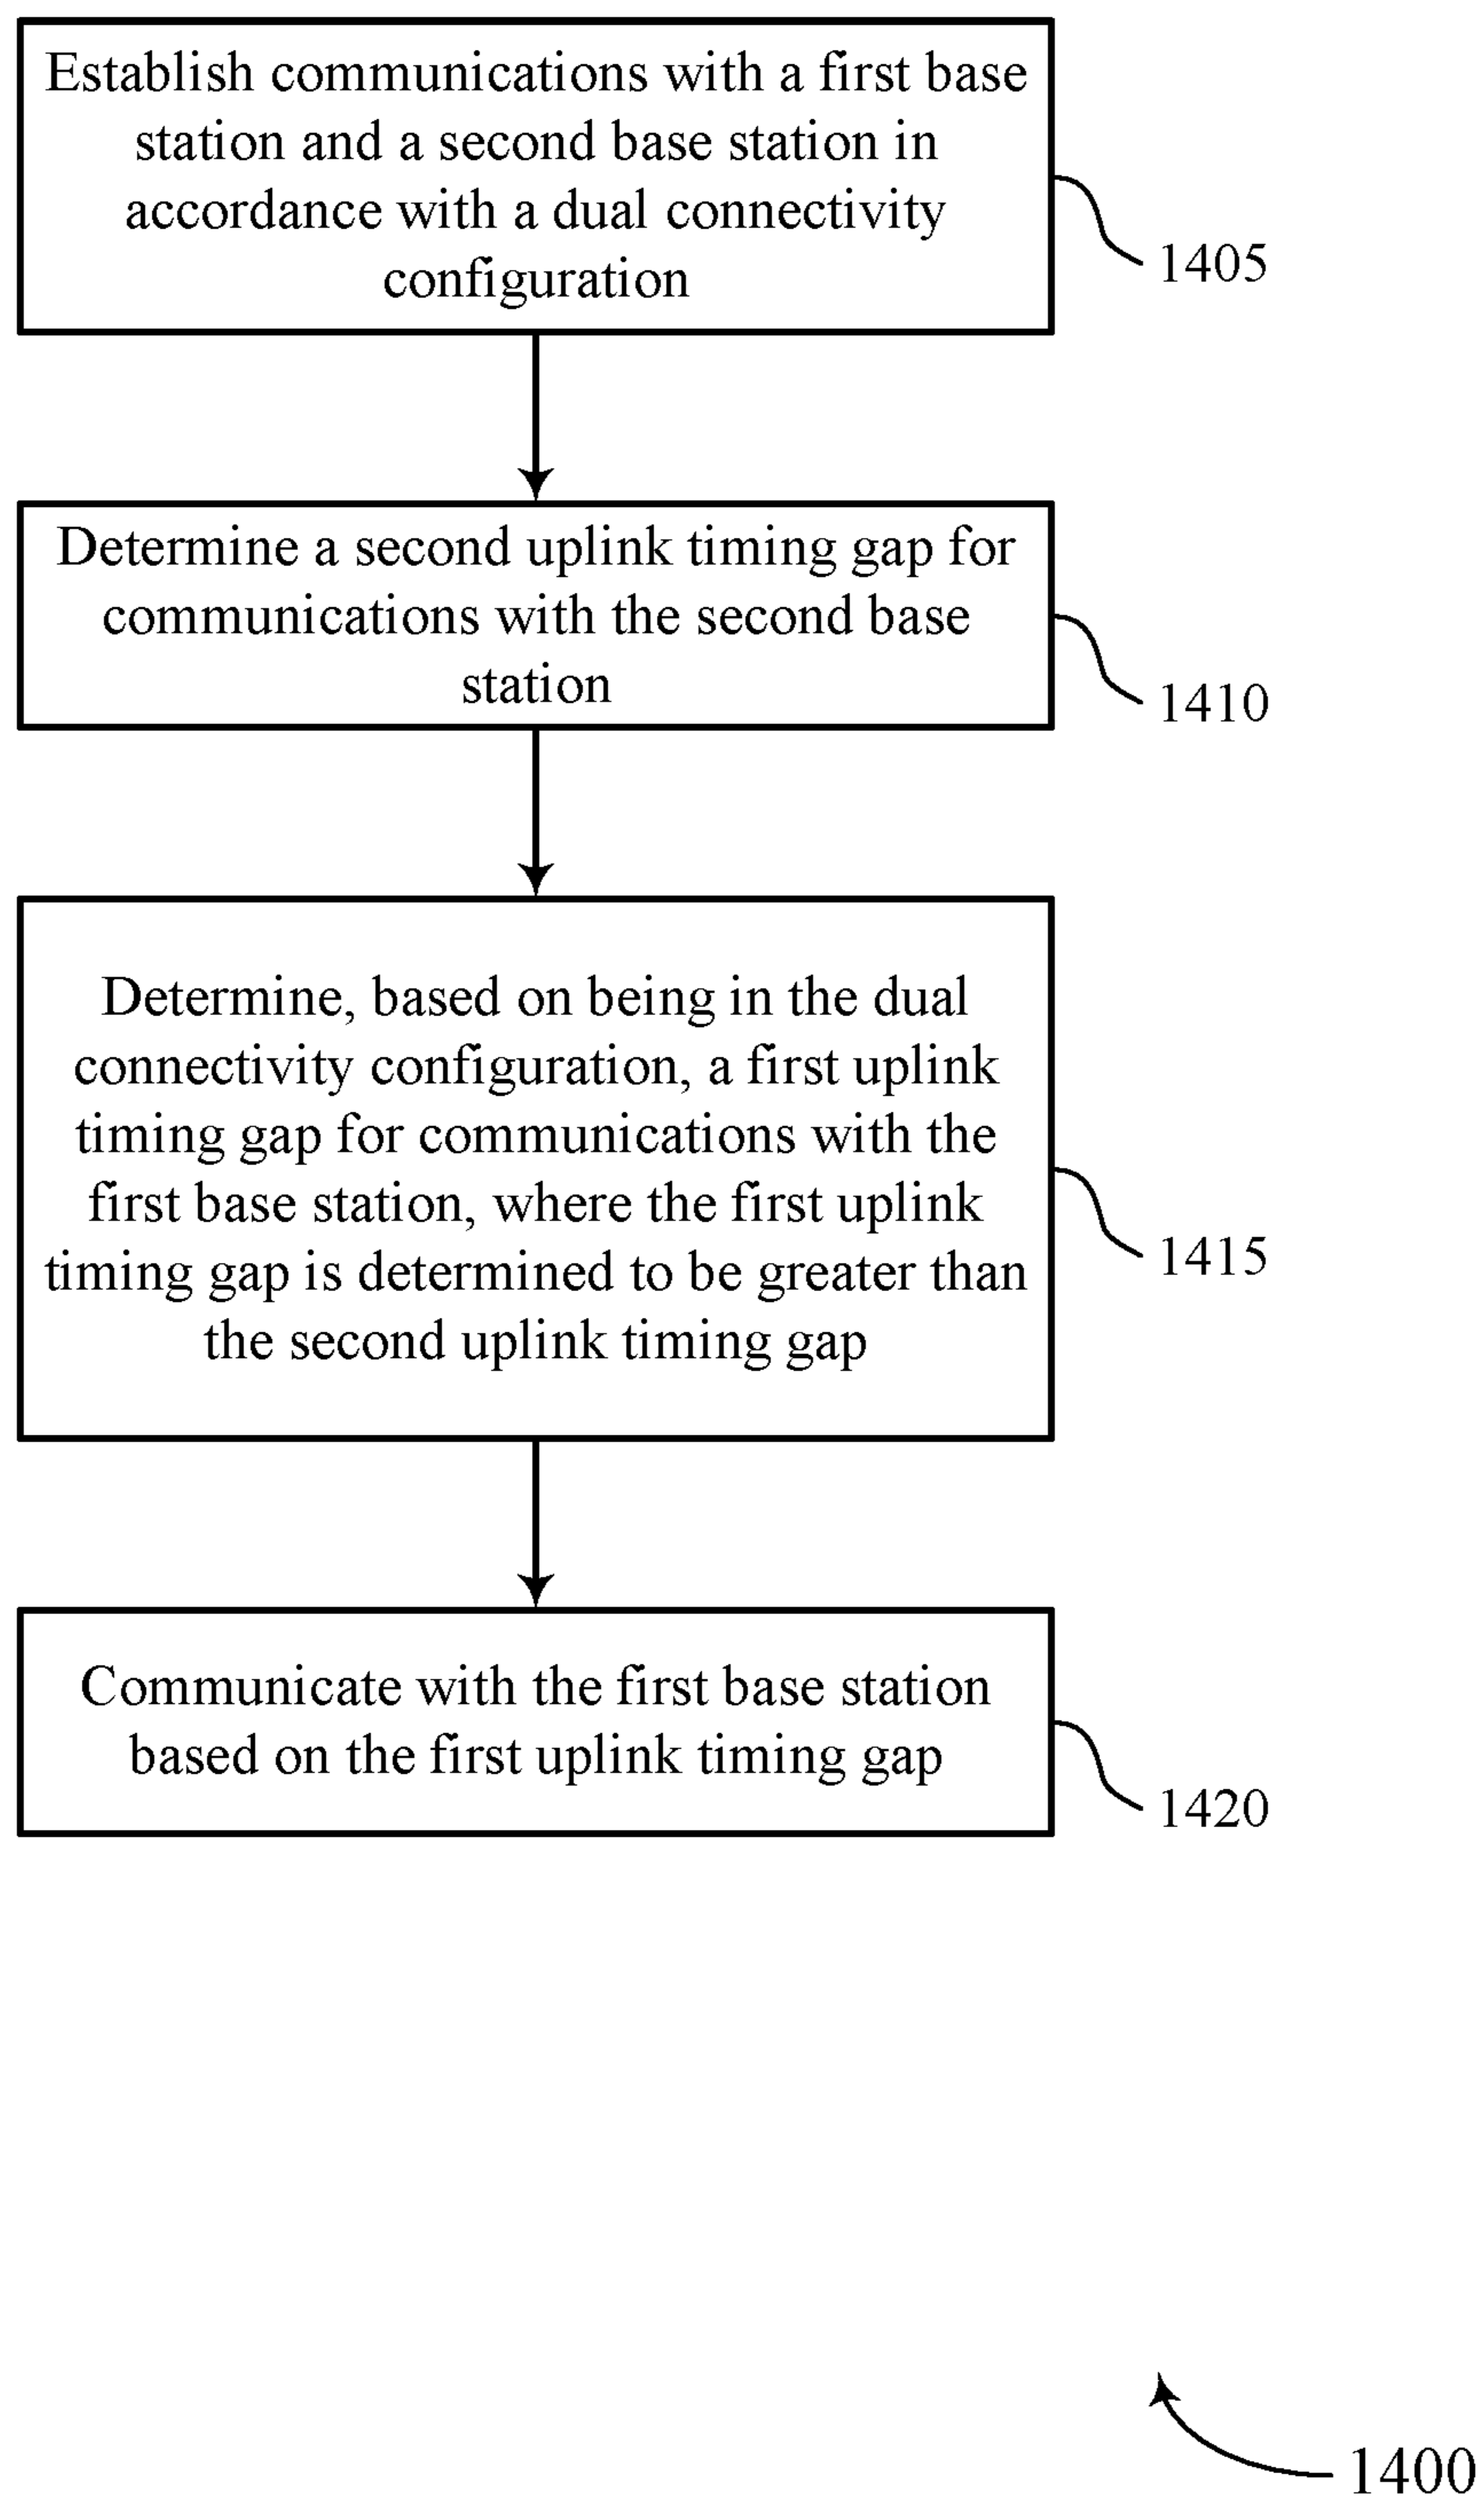 Establish communications with a first base
station and a second base station in
accordance with a dual connectivity
configuration
1405
Determine a second uplink timing gap for
communications with the second base
station
1410
Determine, based on being in the dual
connectivity configuration, a first uplink
timing gap for communications with the
first base station, where the first uplink
timing gap is determined to be greater than
the second uplink timing gap
1415
Communicate with the first base station
based on the first uplink timing gap
1420
1400